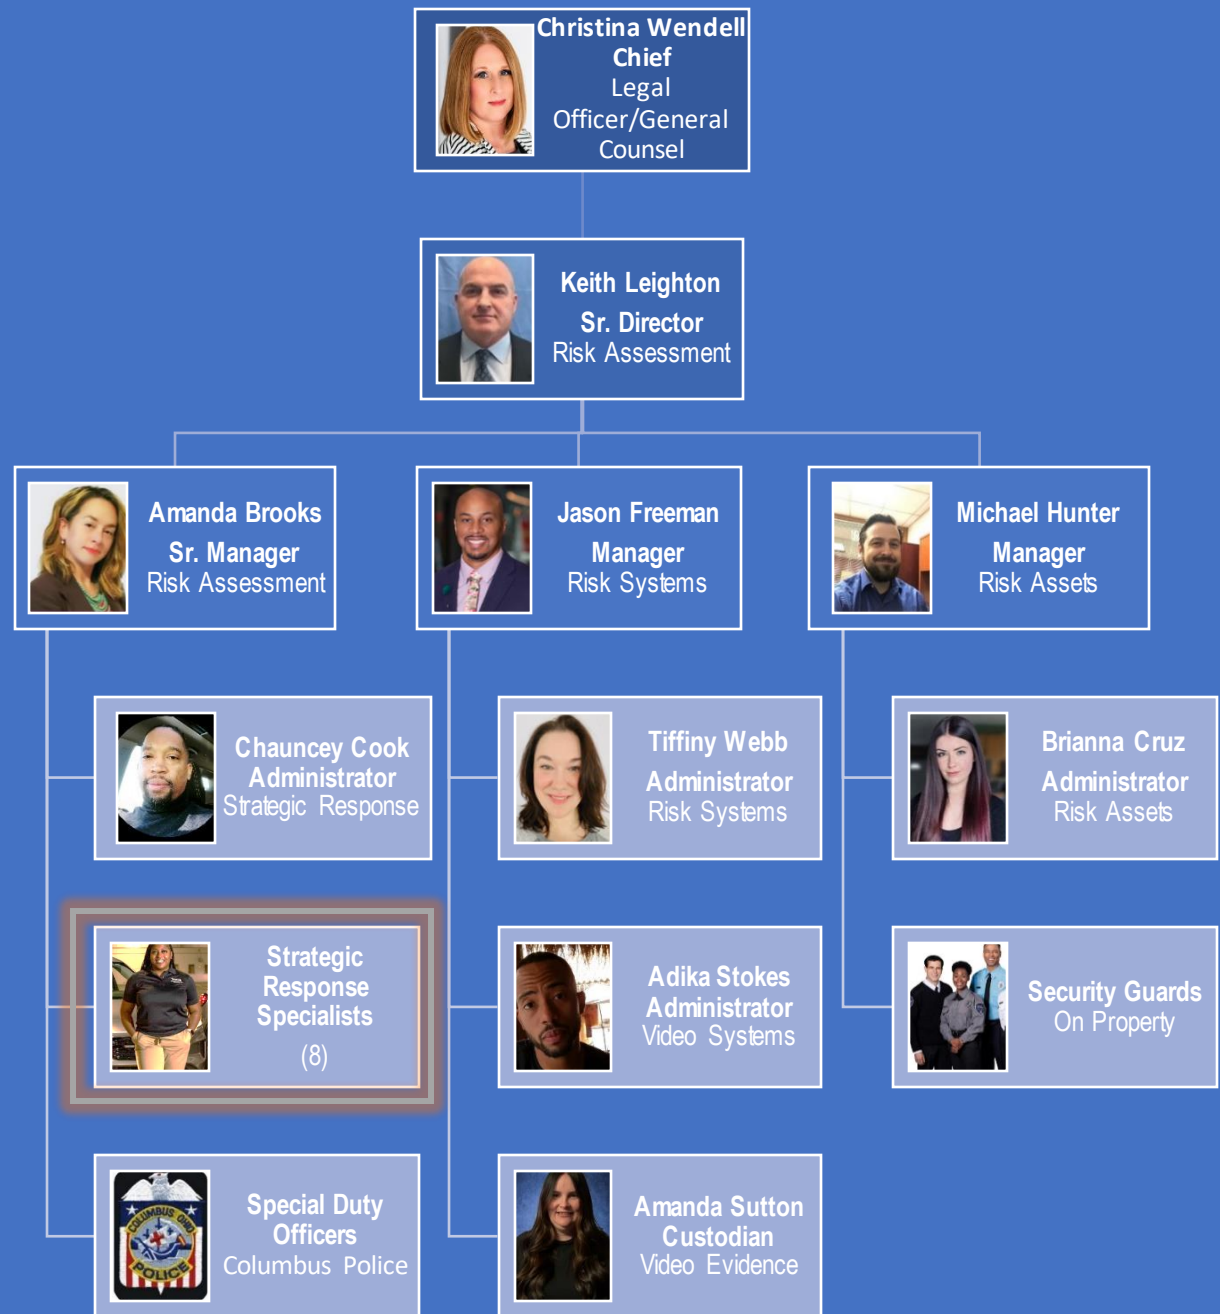 Christina Wendell
Chief
Legal
Officer/General
Counsel
Keith Leighton
Sr. Director
Risk Assessment
Amanda Brooks
Sr. Manager
Risk Assessment
Jason Freeman
Manager
Risk Systems
Michael Hunter
Manager
Risk Assets
Chauncey Cook
Administrator
Strategic Response
Tiffiny Webb
Administrator
Risk Systems
Brianna Cruz
Administrator
Risk Assets
Strategic
Response
Specialists
(8)
Adika Stokes
Administrator
Video Systems
Security Guards
On Property
COLUMBUS OHIO
POLICE
Special Duty
Officers
Columbus Police
Amanda Sutton
Custodian
Video Evidence